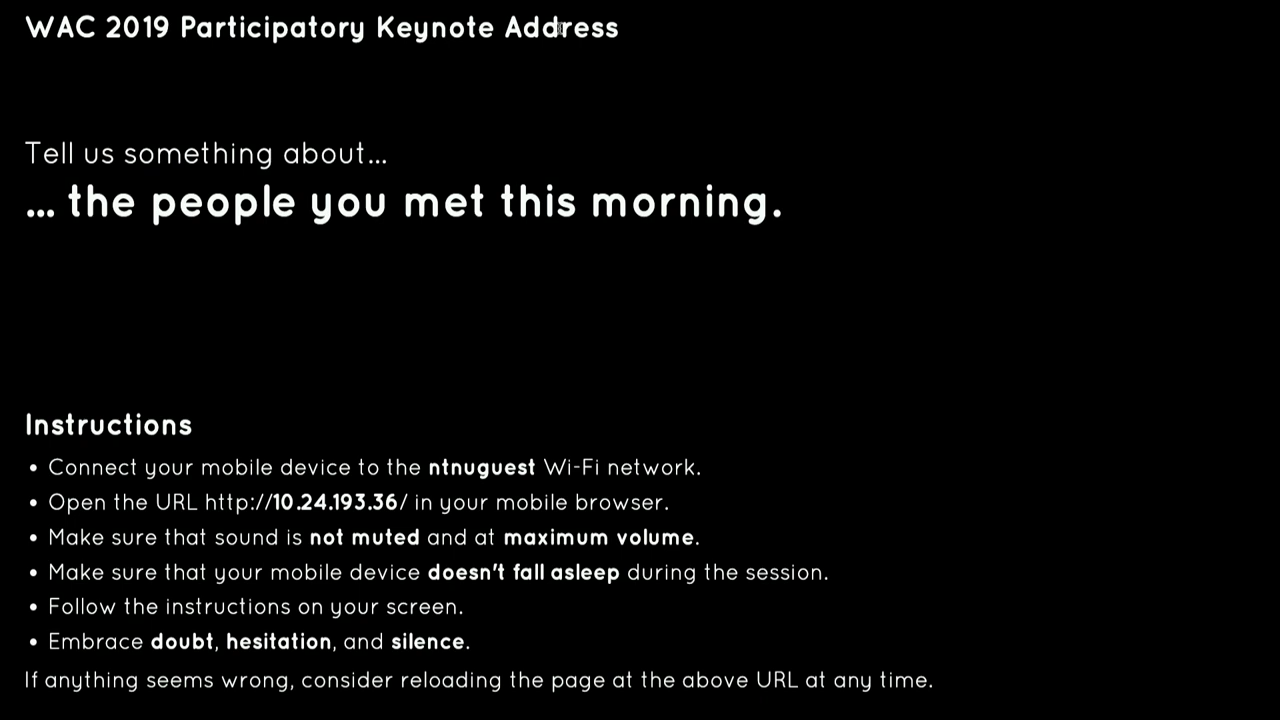 WAC 2019 Participatory Keynote Address
Tell us something about...
... the people you met this morning.
Instructions
• Connect your mobile device to the ntnuguest Wi-Fi network.
• Open the URL http://10.24.193.36/ in your mobile browser.
• Make sure that sound is not muted and at maximum volume.
• Make sure that your mobile device doesn't fall asleep during the session.
• Follow the instructions on your screen.
• Embrace doubt, hesitation, and silence.
If anything seems wrong, consider reloading the page at the above URL at any time.